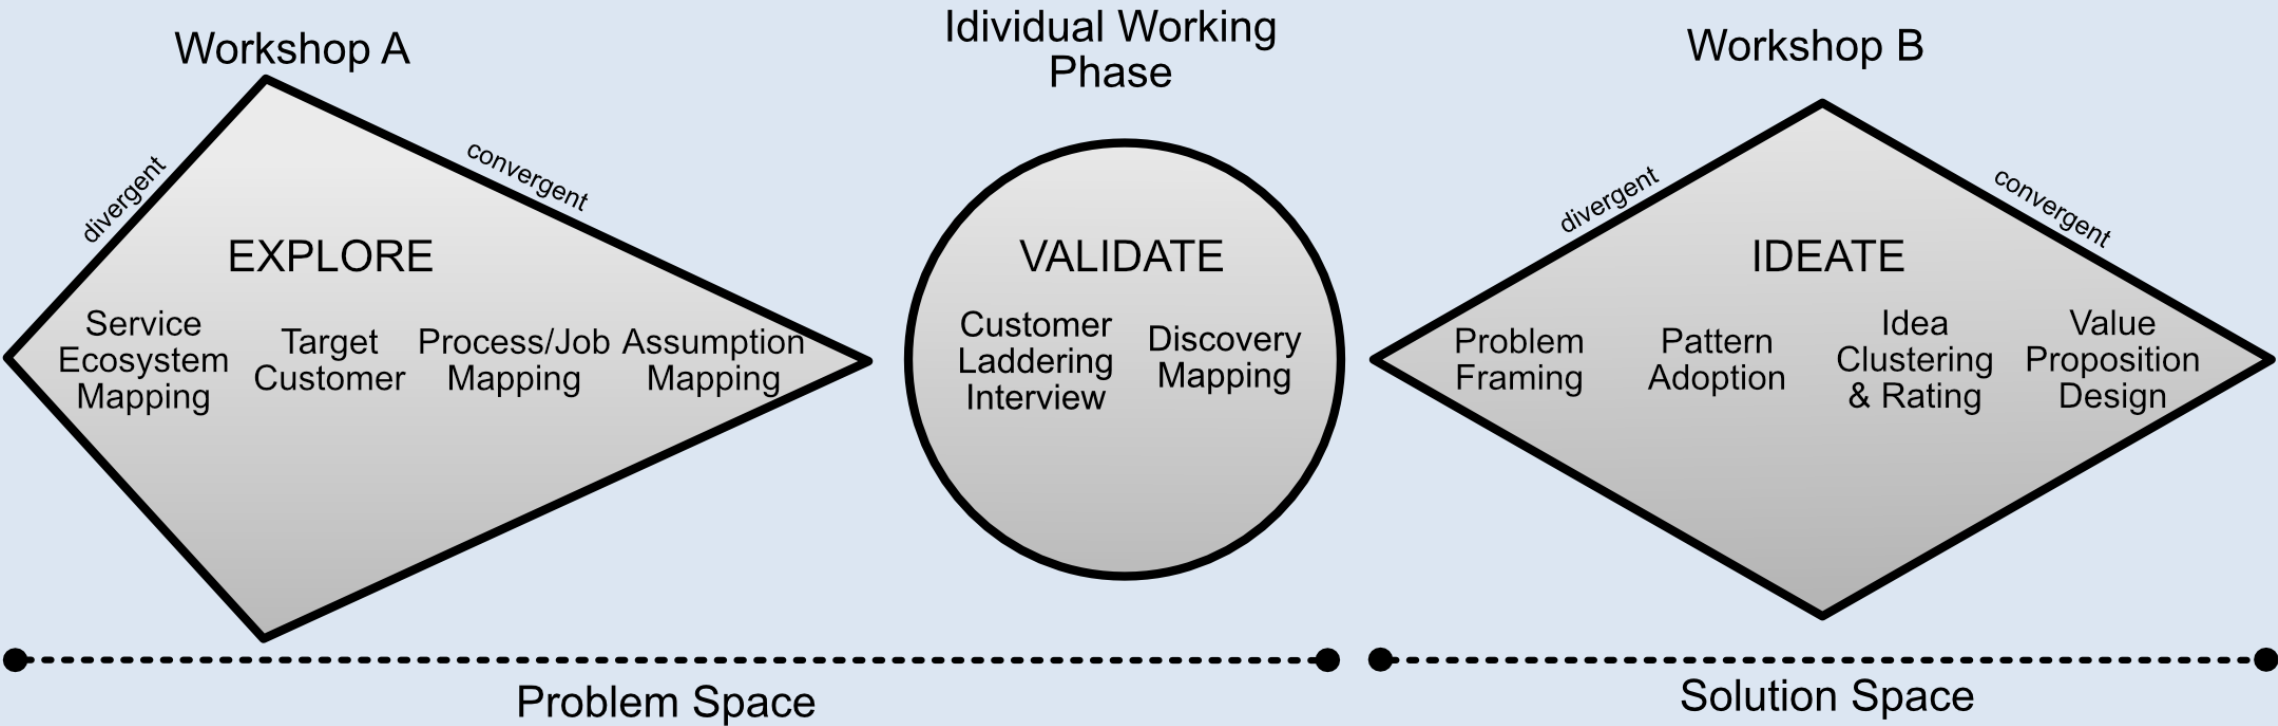 Workshop A
divergent
convergent
EXPLORE
Service
Ecosystem
Mapping
Target
Customer
Process/Job
Mapping
Assumption
Mapping
Idividual Working
Phase
VALIDATE
Customer
Laddering
Interview
Discovery
Mapping
Workshop B
divergent
convergent
IDEATE
Problem
Framing
Pattern
Adoption
Idea
Clustering
& Rating
Value
Proposition
Design
Problem Space
Solution Space